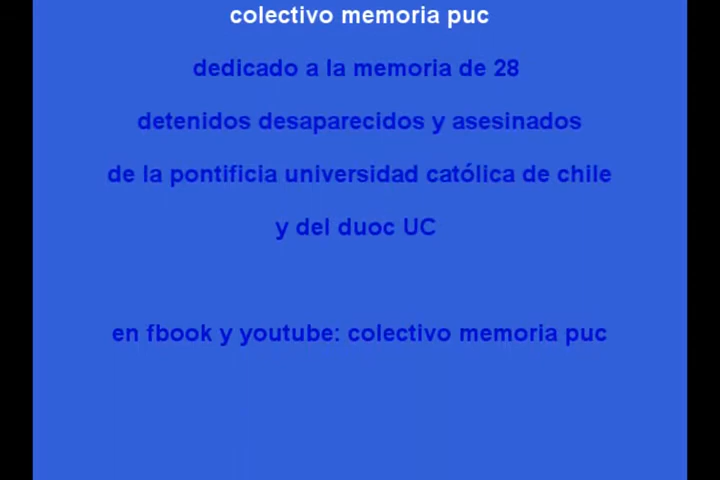 colectivo memoria puc
dedicado a la memoria de 28
detenidos desaparecidos y asesinados
de la pontificia universidad católica de chile
y del duoc UC
en fbook y youtube: colectivo memoria puc